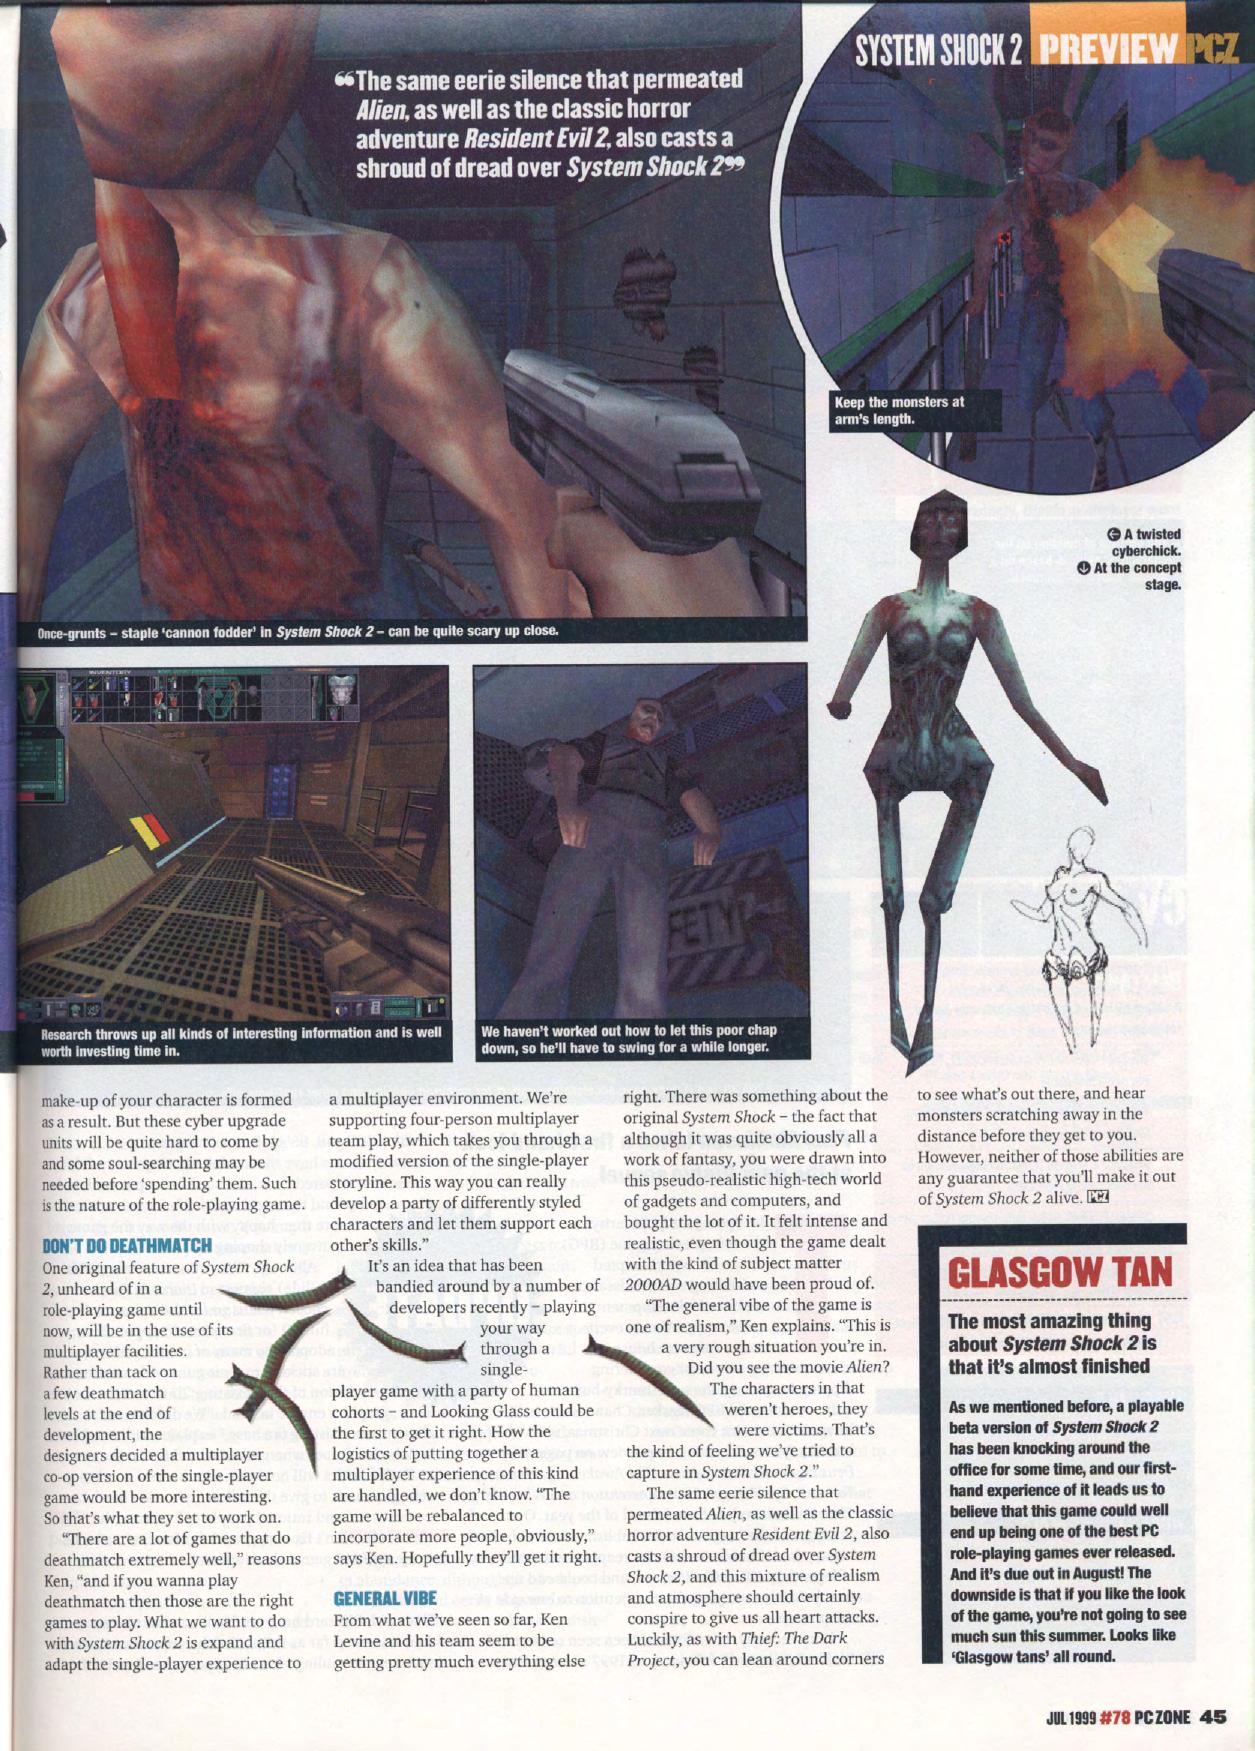 SYSTEM SHOCK 2 PREVIEW PCZ
“The same eerie silence that permeated
Alien, as well as the classic horror
adventure Resident Evil 2, also casts a
shroud of dread over System Shock 2”
Keep the monsters at
arm's length.
A twisted
cyberchick.
At the concept
stage.
Once-grunts – staple ‘cannon fodder’ in System Shock 2 – can be quite scary up close.
INVENTORY
FETY
Research throws up all kinds of interesting information and is well
worth investing time in.
We haven't worked out how to let this poor chap
down, so he'll have to swing for a while longer.
make-up of your character is formed
as a result. But these cyber upgrade
units will be quite hard to come by
and some soul-searching may be
needed before ‘spending’ them. Such
is the nature of the role-playing game.
DON'T DO DEATHMATCH
One original feature of System Shock
2, unheard of in a
role-playing game until
now, will be in the use of its
multiplayer facilities.
Rather than tack on
a few deathmatch
levels at the end of
development, the
designers decided a multiplayer
co-op version of the single-player
game would be more interesting.
So that's what they set to work on.
“There are a lot of games that do
deathmatch extremely well,” reasons
Ken, “and if you wanna play
deathmatch then those are the right
games to play. What we want to do
with System Shock 2 is expand and
adapt the single-player experience to
a multiplayer environment. We're
supporting four-person multiplayer
team play, which takes you through a
modified version of the single-player
storyline. This way you can really
develop a party of differently styled
characters and let them support each
other's skills.”
It's an idea that has been
bandied around by a number of
developers recently – playing
your way
through a
single-
player game with a party of human
cohorts – and Looking Glass could be
the first to get it right. How the
logistics of putting together a
multiplayer experience of this kind
are handled, we don't know. “The
game will be rebalanced to
incorporate more people, obviously,”
says Ken. Hopefully they'll get it right.
GENERAL VIBE
From what we've seen so far, Ken
Levine and his team seem to be
getting pretty much everything else
right. There was something about the
original System Shock – the fact that
although it was quite obviously all a
work of fantasy, you were drawn into
this pseudo-realistic high-tech world
of gadgets and computers, and
bought the lot of it. It felt intense and
realistic, even though the game dealt
with the kind of subject matter
2000AD would have been proud of.
“The general vibe of the game is
one of realism,” Ken explains. “This is
a very rough situation you're in.
Did you see the movie Alien?
The characters in that
weren't heroes, they
were victims. That's
the kind of feeling we've tried to
capture in System Shock 2.”
The same eerie silence that
permeated Alien, as well as the classic
horror adventure Resident Evil 2, also
casts a shroud of dread over System
Shock 2, and this mixture of realism
and atmosphere should certainly
conspire to give us all heart attacks.
Luckily, as with Thief: The Dark
Project, you can lean around corners
to see what's out there, and hear
monsters scratching away in the
distance before they get to you.
However, neither of those abilities are
any guarantee that you'll make it out
of System Shock 2 alive. PCZ
GLASGOW TAN
The most amazing thing
about System Shock 2 is
that it's almost finished
As we mentioned before, a playable
beta version of System Shock 2
has been knocking around the
office for some time, and our first-
hand experience of it leads us to
believe that this game could well
end up being one of the best PC
role-playing games ever released.
And it's due out in August! The
downside is that if you like the look
of the game, you're not going to see
much sun this summer. Looks like
‘Glasgow tans’ all round.
JUL 1999 #78 PC ZONE 45